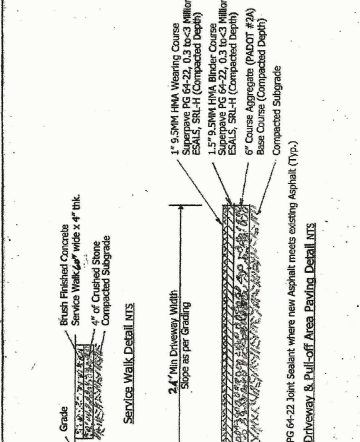 Grade
Brush Finished Concrete
Service Walk 60" wide x 4" thk.
4" of Crushed Stone
Compacted Subgrade
Service Walk Detail NTS
1" 9.5MM HMA Wearing Course
Superpave PG 64-22, 0.3 to<3 Million
ESALS, SRL-H (Compacted Depth)
1.5" 9.5MM HMA Binder Course
Superpave PG 64-22, 0.3 to<3 Million
ESALS, SRL-H (Compacted Depth)
6" Course Aggregate (PADOT #2A)
Base Course (Compacted Depth)
Compacted Subgrade
24' Min Driveway Width
Slope as per Grading
PG 64-22 Joint Sealant where new Asphalt meets existing Asphalt (Typ.)
Driveway & Pull-off Area Paving Detail NTS